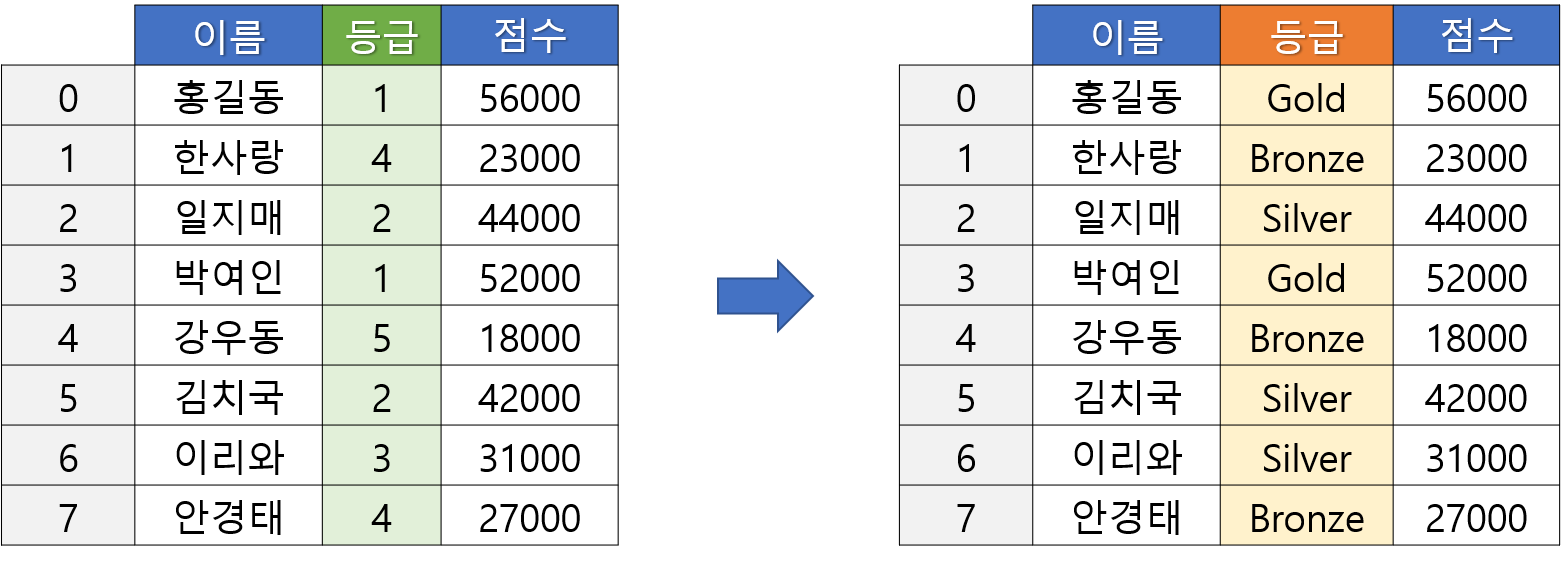 이름 등급 점수
0 홍길동 1 56000
1 한사랑 4 23000
2 일지매 2 44000
3 박여인 1 52000
4 강우동 5 18000
5 김치국 2 42000
6 이리와 3 31000
7 안경태 4 27000
이름 등급 점수
0 홍길동 Gold 56000
1 한사랑 Bronze 23000
2 일지매 Silver 44000
3 박여인 Gold 52000
4 강우동 Bronze 18000
5 김치국 Silver 42000
6 이리와 Silver 31000
7 안경태 Bronze 27000